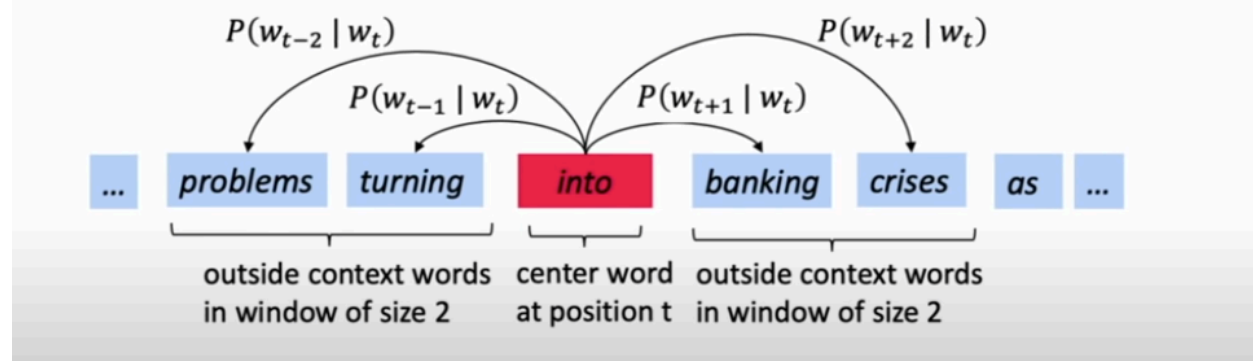 P(w_{t−2} | w_t) P(w_{t+2} | w_t)
P(w_{t−1} | w_t) P(w_{t+1} | w_t)
... problems turning into banking crises as ...
outside context words center word outside context words
in window of size 2 at position t in window of size 2